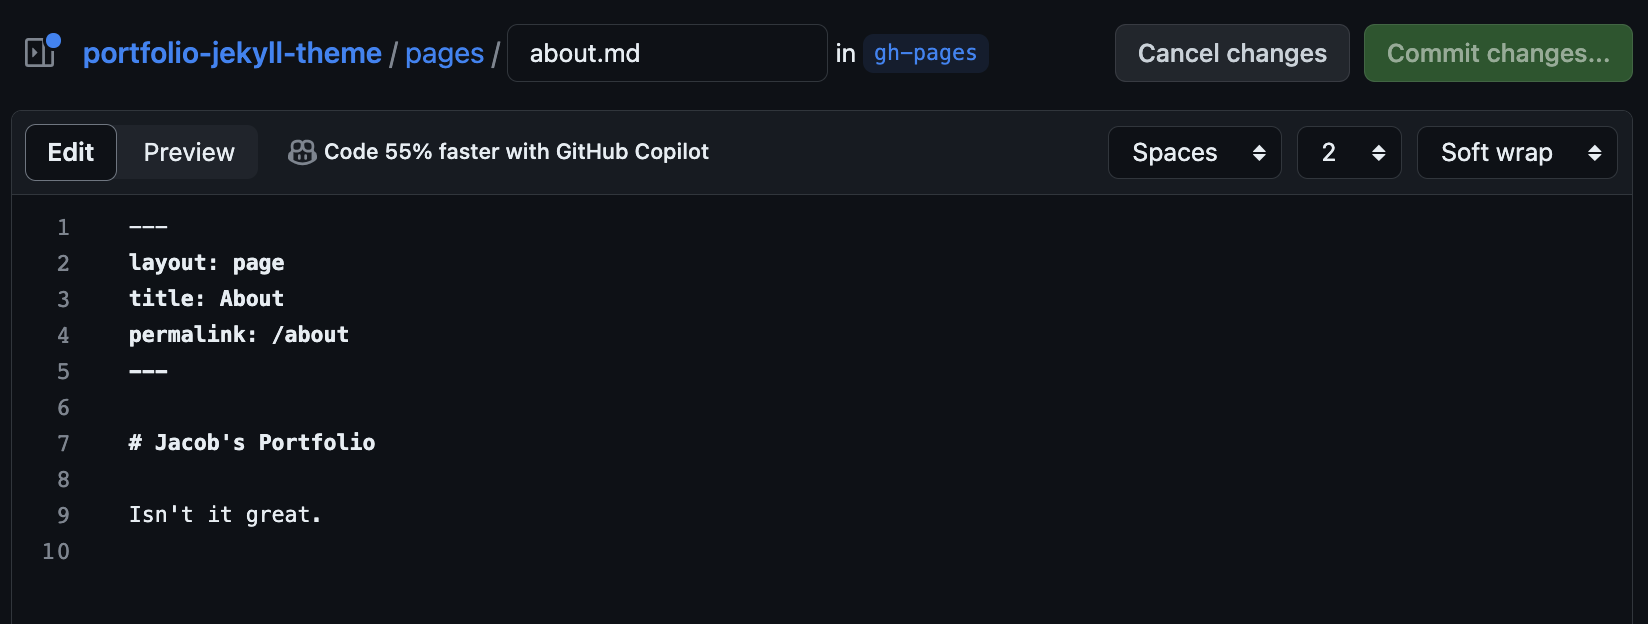 portfolio-jekyll-theme / pages / about.md in gh-pages Cancel changes Commit changes...
Edit Preview Code 55% faster with GitHub Copilot Spaces 2 Soft wrap
1 ---
2 layout: page
3 title: About
4 permalink: /about
5 ---
6
7 # Jacob's Portfolio
8
9 Isn't it great.
10